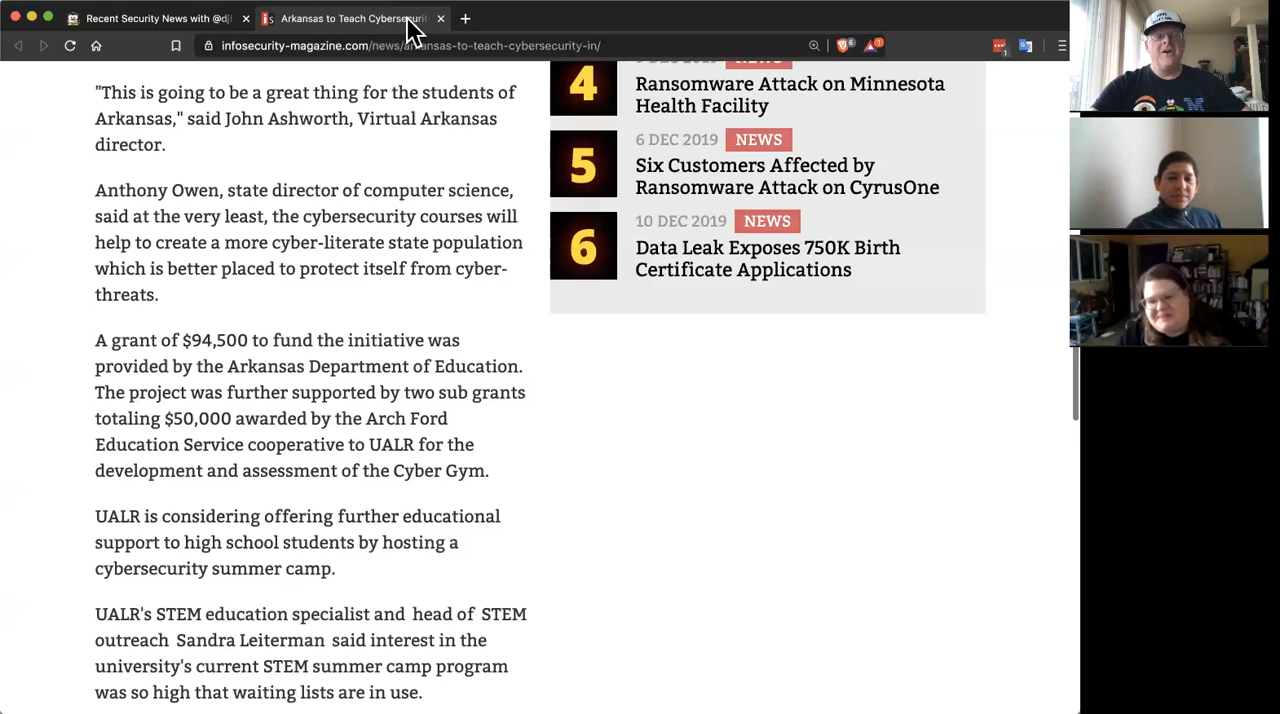 Recent Security News with @dj
Arkansas to Teach Cybersecurit
infosecurity-magazine.com/news/arkansas-to-teach-cybersecurity-in/
"This is going to be a great thing for the students of
Arkansas," said John Ashworth, Virtual Arkansas
director.
Anthony Owen, state director of computer science,
said at the very least, the cybersecurity courses will
help to create a more cyber-literate state population
which is better placed to protect itself from cyber-
threats.
A grant of $94,500 to fund the initiative was
provided by the Arkansas Department of Education.
The project was further supported by two sub grants
totaling $50,000 awarded by the Arch Ford
Education Service cooperative to UALR for the
development and assessment of the Cyber Gym.
UALR is considering offering further educational
support to high school students by hosting a
cybersecurity summer camp.
UALR's STEM education specialist and head of STEM
outreach Sandra Leiterman said interest in the
university's current STEM summer camp program
was so high that waiting lists are in use.
4
Ransomware Attack on Minnesota
Health Facility
5
6 DEC 2019 NEWS
Six Customers Affected by
Ransomware Attack on CyrusOne
6
10 DEC 2019 NEWS
Data Leak Exposes 750K Birth
Certificate Applications